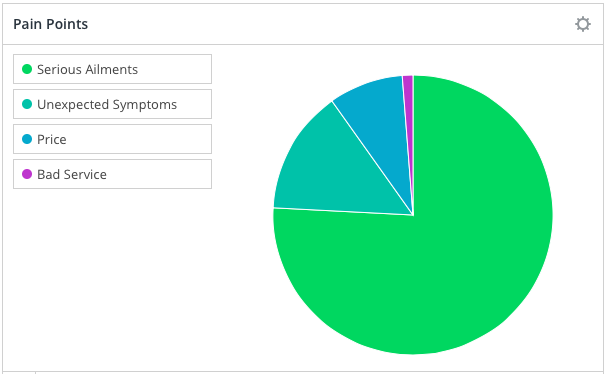 Pain Points
Serious Ailments
Unexpected Symptoms
Price
Bad Service